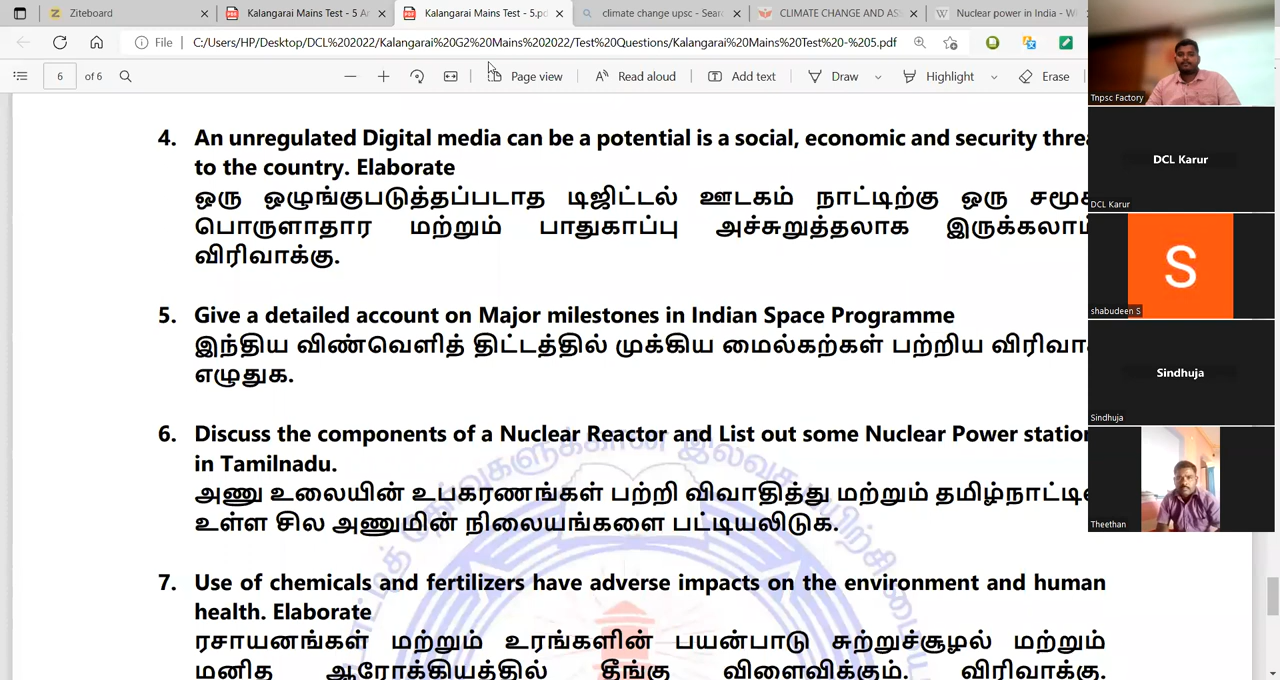 Ziteboard
Kalangarai Mains Test - 5 A
Kalangarai Mains Test - 5.pd
climate change upsc - Sear
CLIMATE CHANGE AND AS
Nuclear power in India - W
File
C:/Users/HP/Desktop/DCL%202022/Kalangarai%20G2%20Mains%202022/Test%20Questions/Kalangarai%20Mains%20Test%20-%205.pdf
6 of 6
Page view
Read aloud
Add text
Draw
Highlight
Erase
4. An unregulated Digital media can be a potential is a social, economic and security threa
to the country. Elaborate
ஒரு ஒழுங்குபடுத்தப்படாத டிஜிட்டல் ஊடகம் நாட்டிற்கு ஒரு சமூக
பொருளாதார மற்றும் பாதுகாப்பு அச்சுறுத்தலாக இருக்கலாம்
விரிவாக்கு.
5. Give a detailed account on Major milestones in Indian Space Programme
இந்திய விண்வெளித் திட்டத்தில் முக்கிய மைல்கற்கள் பற்றிய விரிவா
எழுதுக.
6. Discuss the components of a Nuclear Reactor and List out some Nuclear Power station
in Tamilnadu.
அணு உலையின் உபகரணங்கள் பற்றி விவாதித்து மற்றும் தமிழ்நாட்டி
உள்ள சில அணுமின் நிலையங்களை பட்டியலிடுக.
7. Use of chemicals and fertilizers have adverse impacts on the environment and human
health. Elaborate
ரசாயனங்கள் மற்றும் உரங்களின் பயன்பாடு சுற்றுச்சூழல் மற்றும்
மனித ஆரோக்கியத்தில் தீங்கு விளைவிக்கும். விரிவாக்கு.
Tnpsc Factory
DCL Karur
DCL Karur
S
shabudeen S
Sindhuja
Sindhuja
Theethan